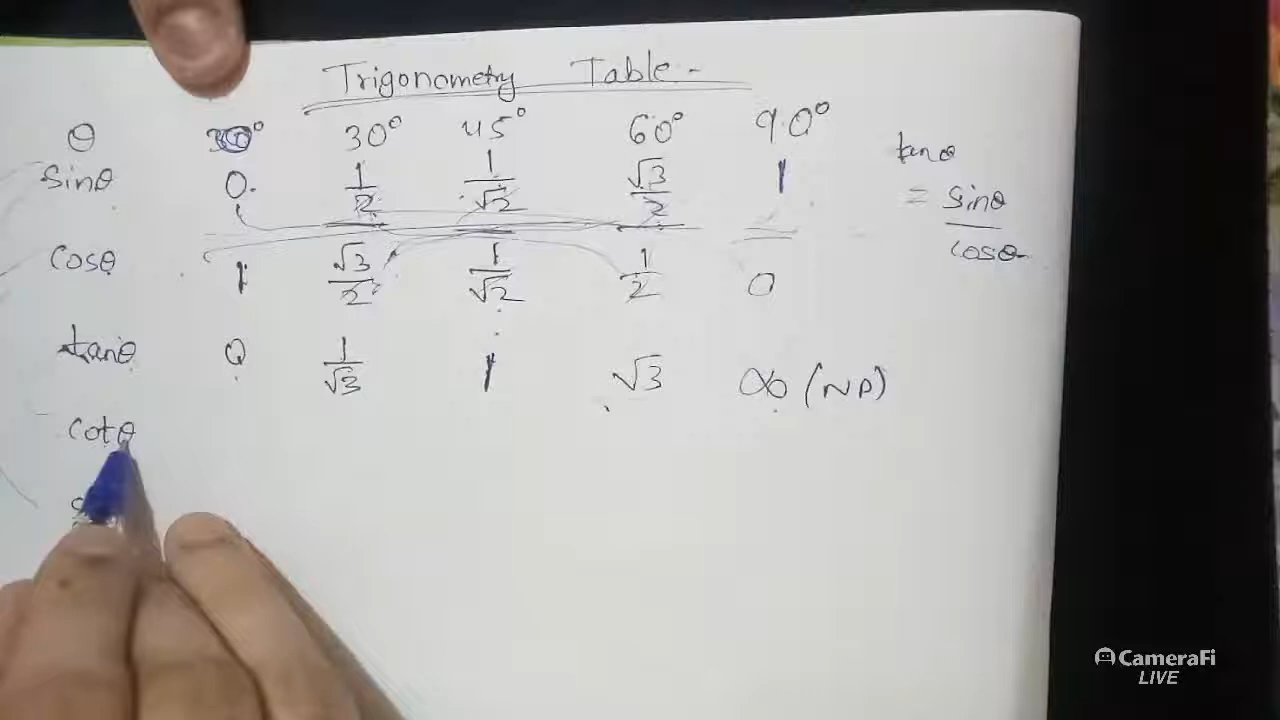 Trigonometry Table -
θ 0° 30° 45° 60° 90°
sinθ 0 1/2 1/√2 √3/2 1
cosθ 1 √3/2 1/√2 1/2 0
tanθ 0 1/√3 1 √3 ∞ (ND)
cotθ
tanθ
= sinθ/cosθ
CameraFi
LIVE